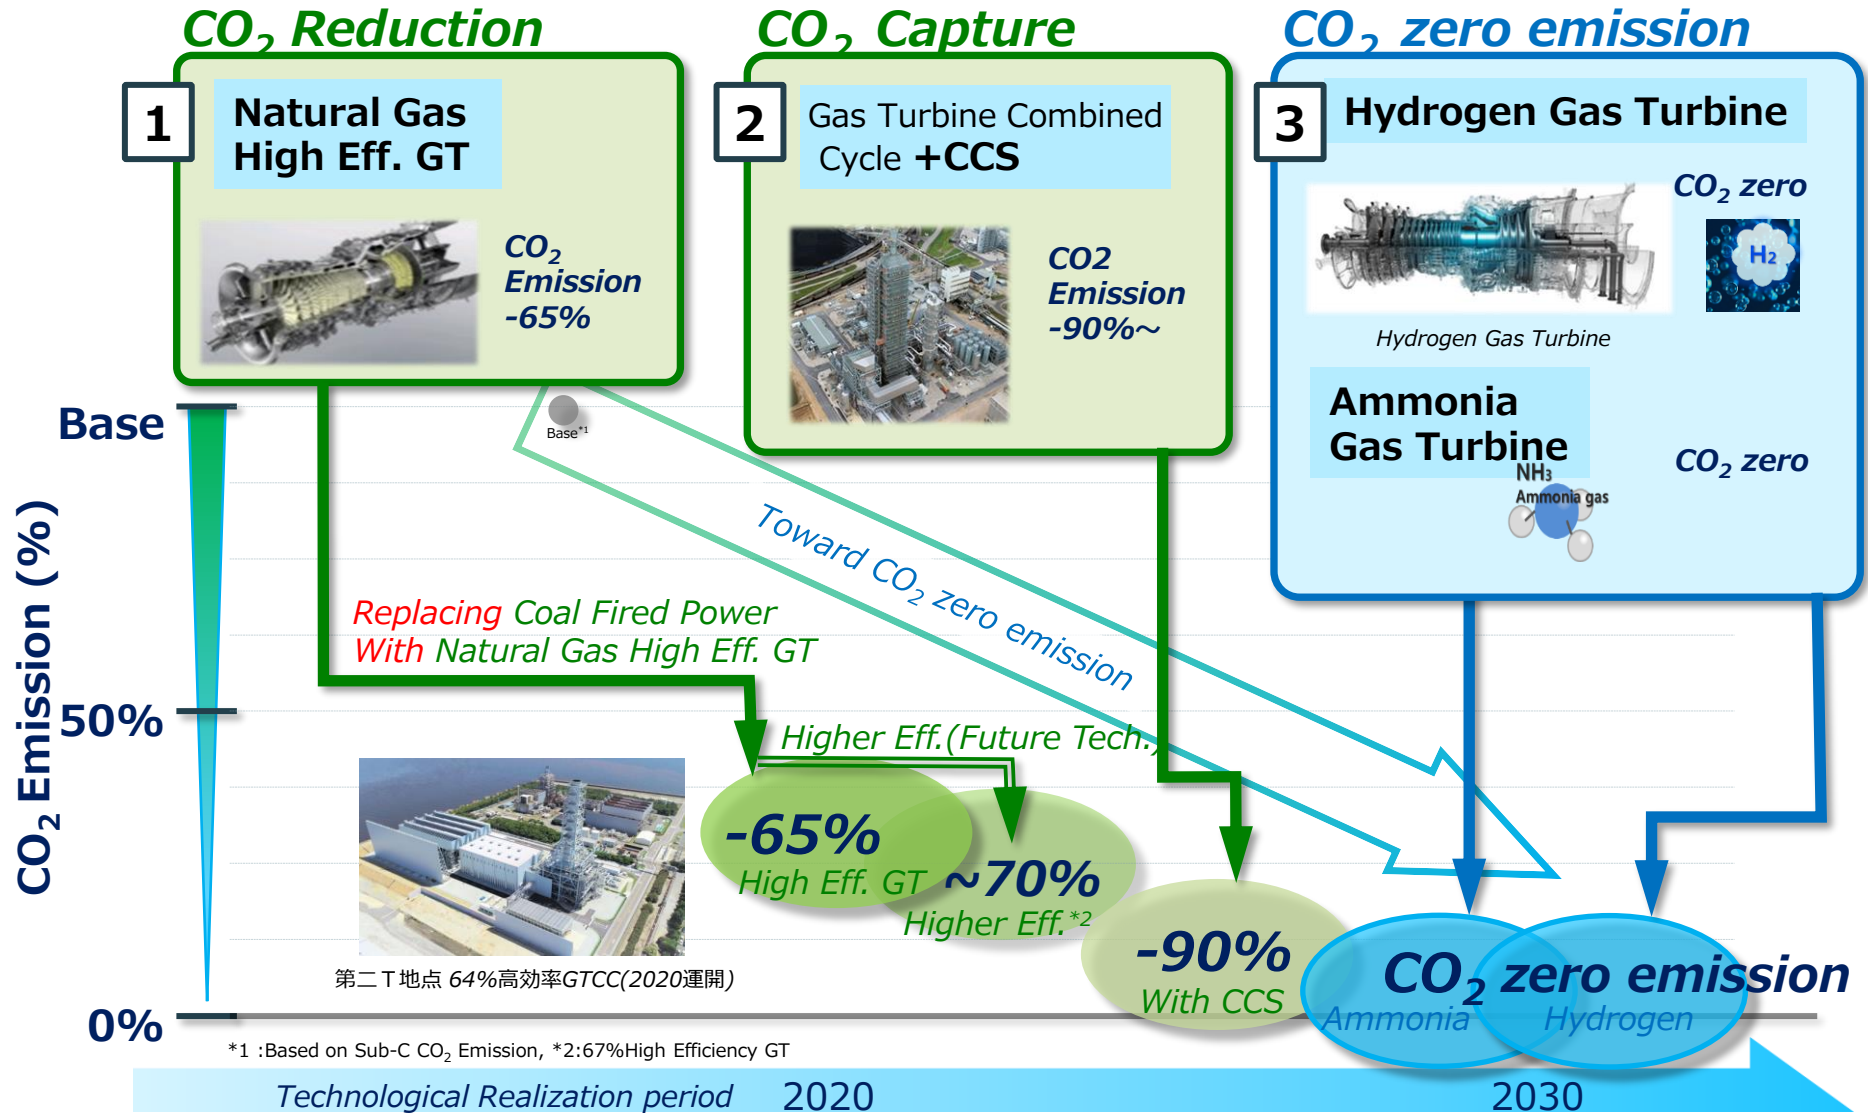 CO₂ Reduction
1
Natural Gas
High Eff. GT
CO₂
Emission
-65%
CO₂ Capture
2
Gas Turbine Combined
Cycle +CCS
CO2
Emission
-90%～
CO₂ zero emission
3
Hydrogen Gas Turbine
CO₂ zero
H₂
Hydrogen Gas Turbine
Ammonia
Gas Turbine
CO₂ zero
NH₃
Ammonia gas
CO₂ Emission (%)
Base
50%
0%
Base*1
Toward CO₂ zero emission
Replacing Coal Fired Power
With Natural Gas High Eff. GT
Higher Eff.(Future Tech.)
-65%
High Eff. GT
~70%
Higher Eff.*2
-90%
With CCS
CO₂ zero emission
Ammonia
Hydrogen
第二Ｔ地点 64%高効率GTCC(2020運開)
*1 :Based on Sub-C CO₂ Emission, *2:67%High Efficiency GT
Technological Realization period 2020 2030